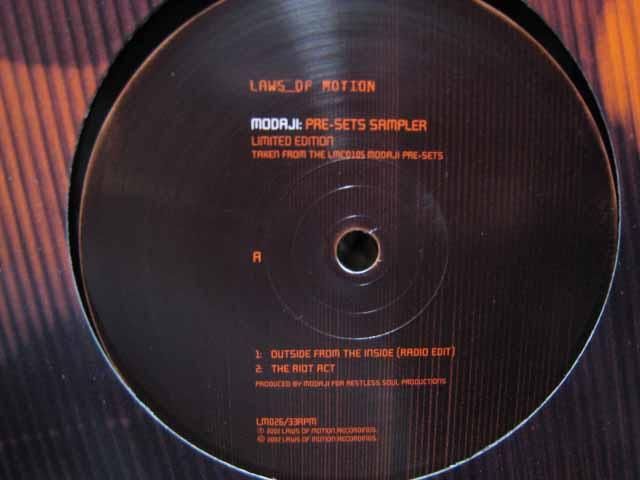 LAWS_OF MOTION
MODAJI: PRE-SETS SAMPLER
LIMITED EDITION
TAKEN FROM THE LMCD105 MODAJI PRE-SETS
A
1: OUTSIDE FROM THE INSIDE (RADIO EDIT)
2: THE RIOT ACT
PRODUCED BY MODAJI FOR RESTLESS SOUL PRODUCTIONS
LM026/33RPM
℗ 2002 LAWS OF MOTION RECORDINGS.
© 2002 LAWS OF MOTION RECORDINGS.